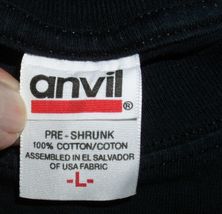 anvil®
PRE-SHRUNK
100% COTTON/COTON
ASSEMBLED IN EL SALVADOR
OF USA FABRIC
-L-